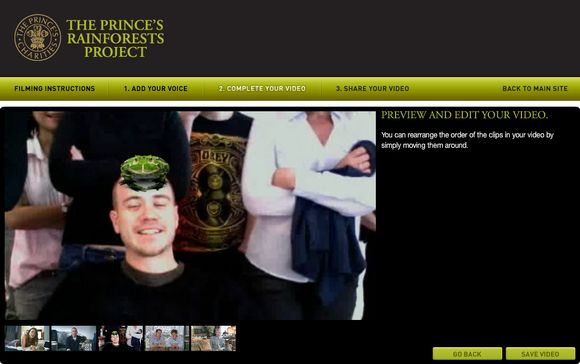 THE PRINCE'S CHARITIES
THE PRINCE'S
RAINFORESTS
PROJECT
FILMING INSTRUCTIONS
1. ADD YOUR VOICE
2. COMPLETE YOUR VIDEO
3. SHARE YOUR VIDEO
BACK TO MAIN SITE
PREVIEW AND EDIT YOUR VIDEO.
You can rearrange the order of the clips in your video by
simply moving them around.
OBEY
GO BACK
SAVE VIDEO